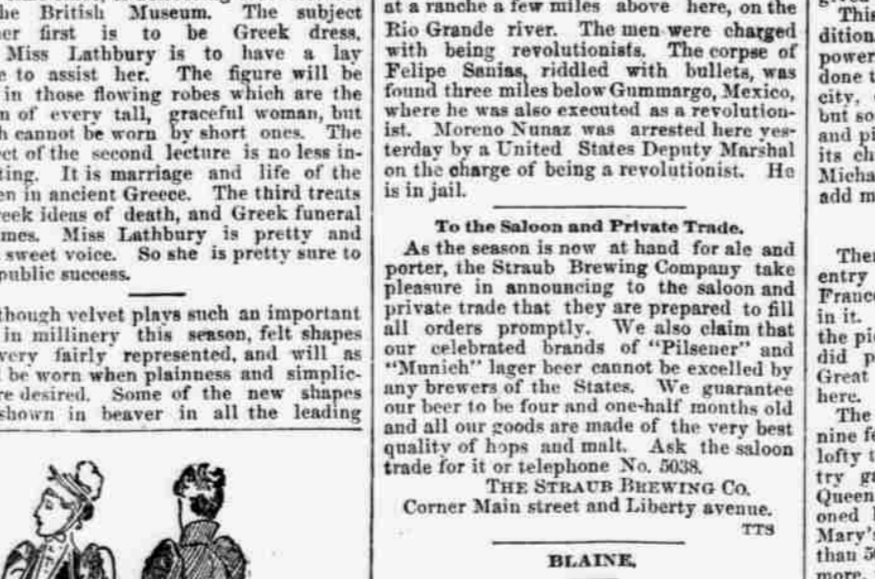 he British Museum. The subject
er first is to be Greek dress.
Miss Lathbury is to have a lay
e to assist her. The figure will be
in those flowing robes which are the
n of every tall, graceful woman, but
h cannot be worn by short ones. The
ct of the second lecture is no less in-
ting. It is marriage and life of the
en in ancient Greece. The third treats
reek ideas of death, and Greek funeral
mes. Miss Lathbury is pretty and
sweet voice. So she is pretty sure to
public success.
though velvet plays such an important
in millinery this season, felt shapes
very fairly represented, and will as
l be worn when plainness and simplic-
re desired. Some of the new shapes
shown in beaver in all the leading
at a ranche a few miles above here, on the
Rio Grande river. The men were charged
with being revolutionists. The corpse of
Felipe Sanias, riddled with bullets, was
found three miles below Gummargo, Mexico,
where he was also executed as a revolution-
ist. Moreno Nunaz was arrested here yes-
terday by a United States Deputy Marshal
on the charge of being a revolutionist. He
is in jail.
To the Saloon and Private Trade.
As the season is now at hand for ale and
porter, the Straub Brewing Company take
pleasure in announcing to the saloon and
private trade that they are prepared to fill
all orders promptly. We also claim that
our celebrated brands of "Pilsener" and
"Munich" lager beer cannot be excelled by
any brewers of the States. We guarantee
our beer to be four and one-half months old
and all our goods are made of the very best
quality of hops and malt. Ask the saloon
trade for it or telephone No. 5038.
THE STRAUB BREWING CO.
Corner Main street and Liberty avenue.
TTS
BLAINE.
This
dition
power
done t
city,
but so
and pi
its ch
Micha
add m
Ther
entry
France
in it.
the pi
did p
Great
here.
The
nine fe
lofty t
try ga
Queen
oned
Mary's
than 50
more,